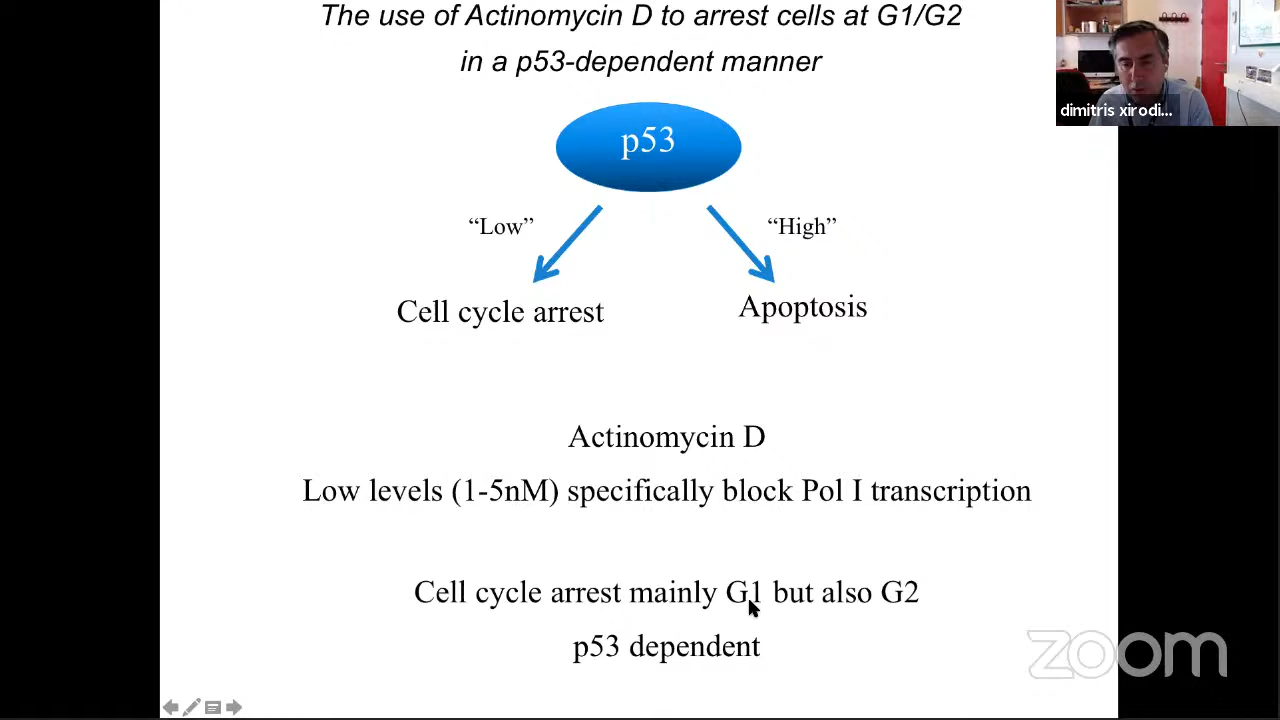 The use of Actinomycin D to arrest cells at G1/G2
in a p53-dependent manner
dimitris xirodi...
p53
“Low”
“High”
Cell cycle arrest
Apoptosis
Actinomycin D
Low levels (1-5nM) specifically block Pol I transcription
Cell cycle arrest mainly G1 but also G2
p53 dependent
zoom